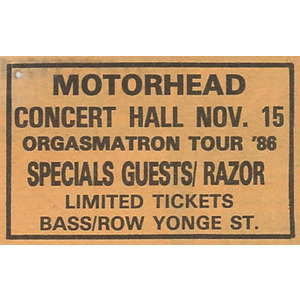 MOTORHEAD
CONCERT HALL NOV. 15
ORGASMATRON TOUR '86
SPECIALS GUESTS/ RAZOR
LIMITED TICKETS
BASS/ROW YONGE ST.